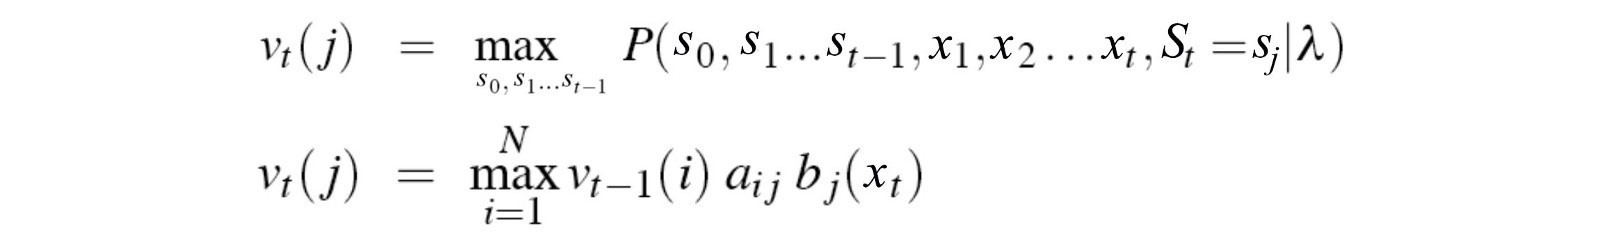 v_t(j) = max_{s_0,s_1...s_{t-1}} P(s_0,s_1...s_{t-1},x_1,x_2...x_t,S_t=s_j|λ)
v_t(j) = max_{i=1}^{N} v_{t-1}(i) a_{ij} b_j(x_t)